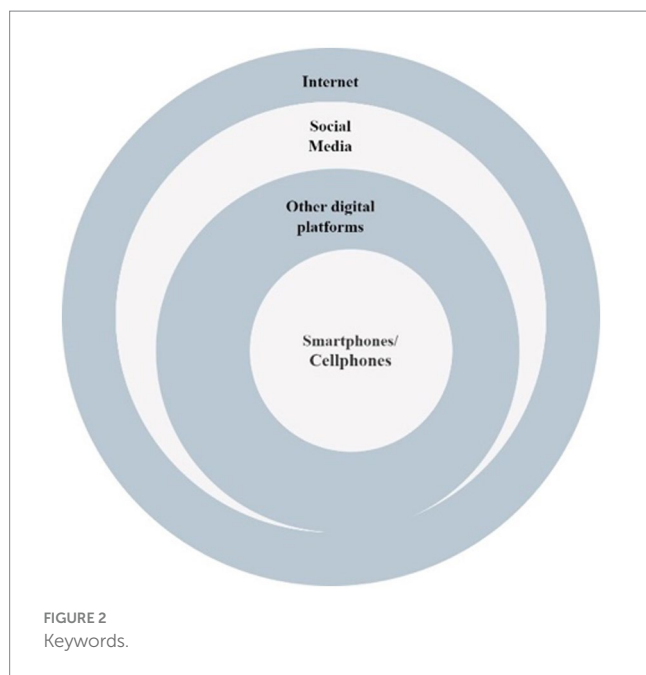 Internet
Social
Media
Other digital
platforms
Smartphones/
Cellphones
FIGURE 2
Keywords.